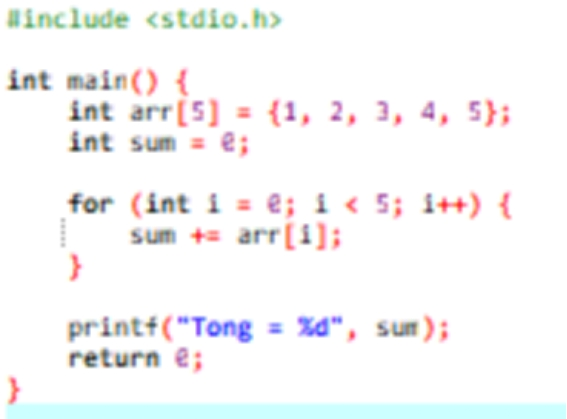 #include <stdio.h>

int main() {
    int arr[5] = {1, 2, 3, 4, 5};
    int sum = 0;

    for (int i = 0; i < 5; i++) {
        sum += arr[i];
    }

    printf("Tong = %d", sum);
    return 0;
}